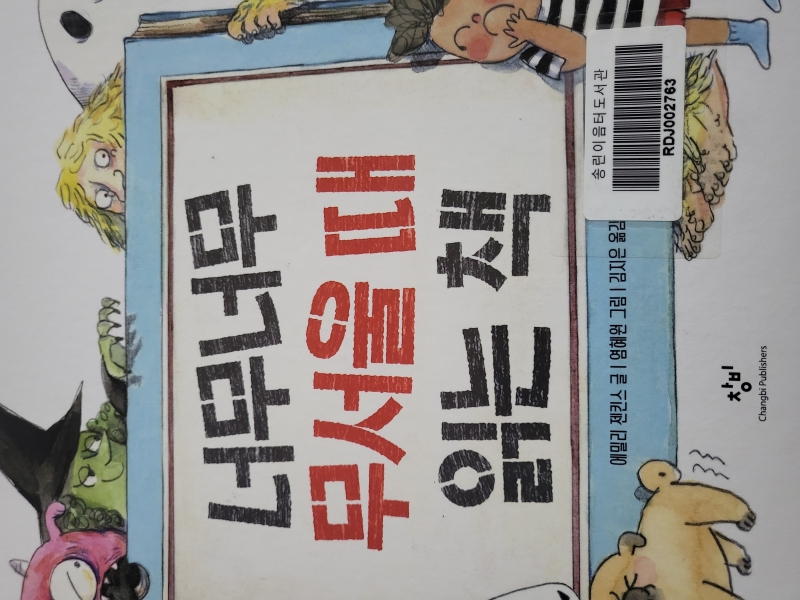 너무너무
무서울 때
읽는 책
에밀리 젠킨스 글 | 염혜원 그림 | 김지은 옮김
송린이음터도서관
RDJ002763
창비
Changbi Publishers